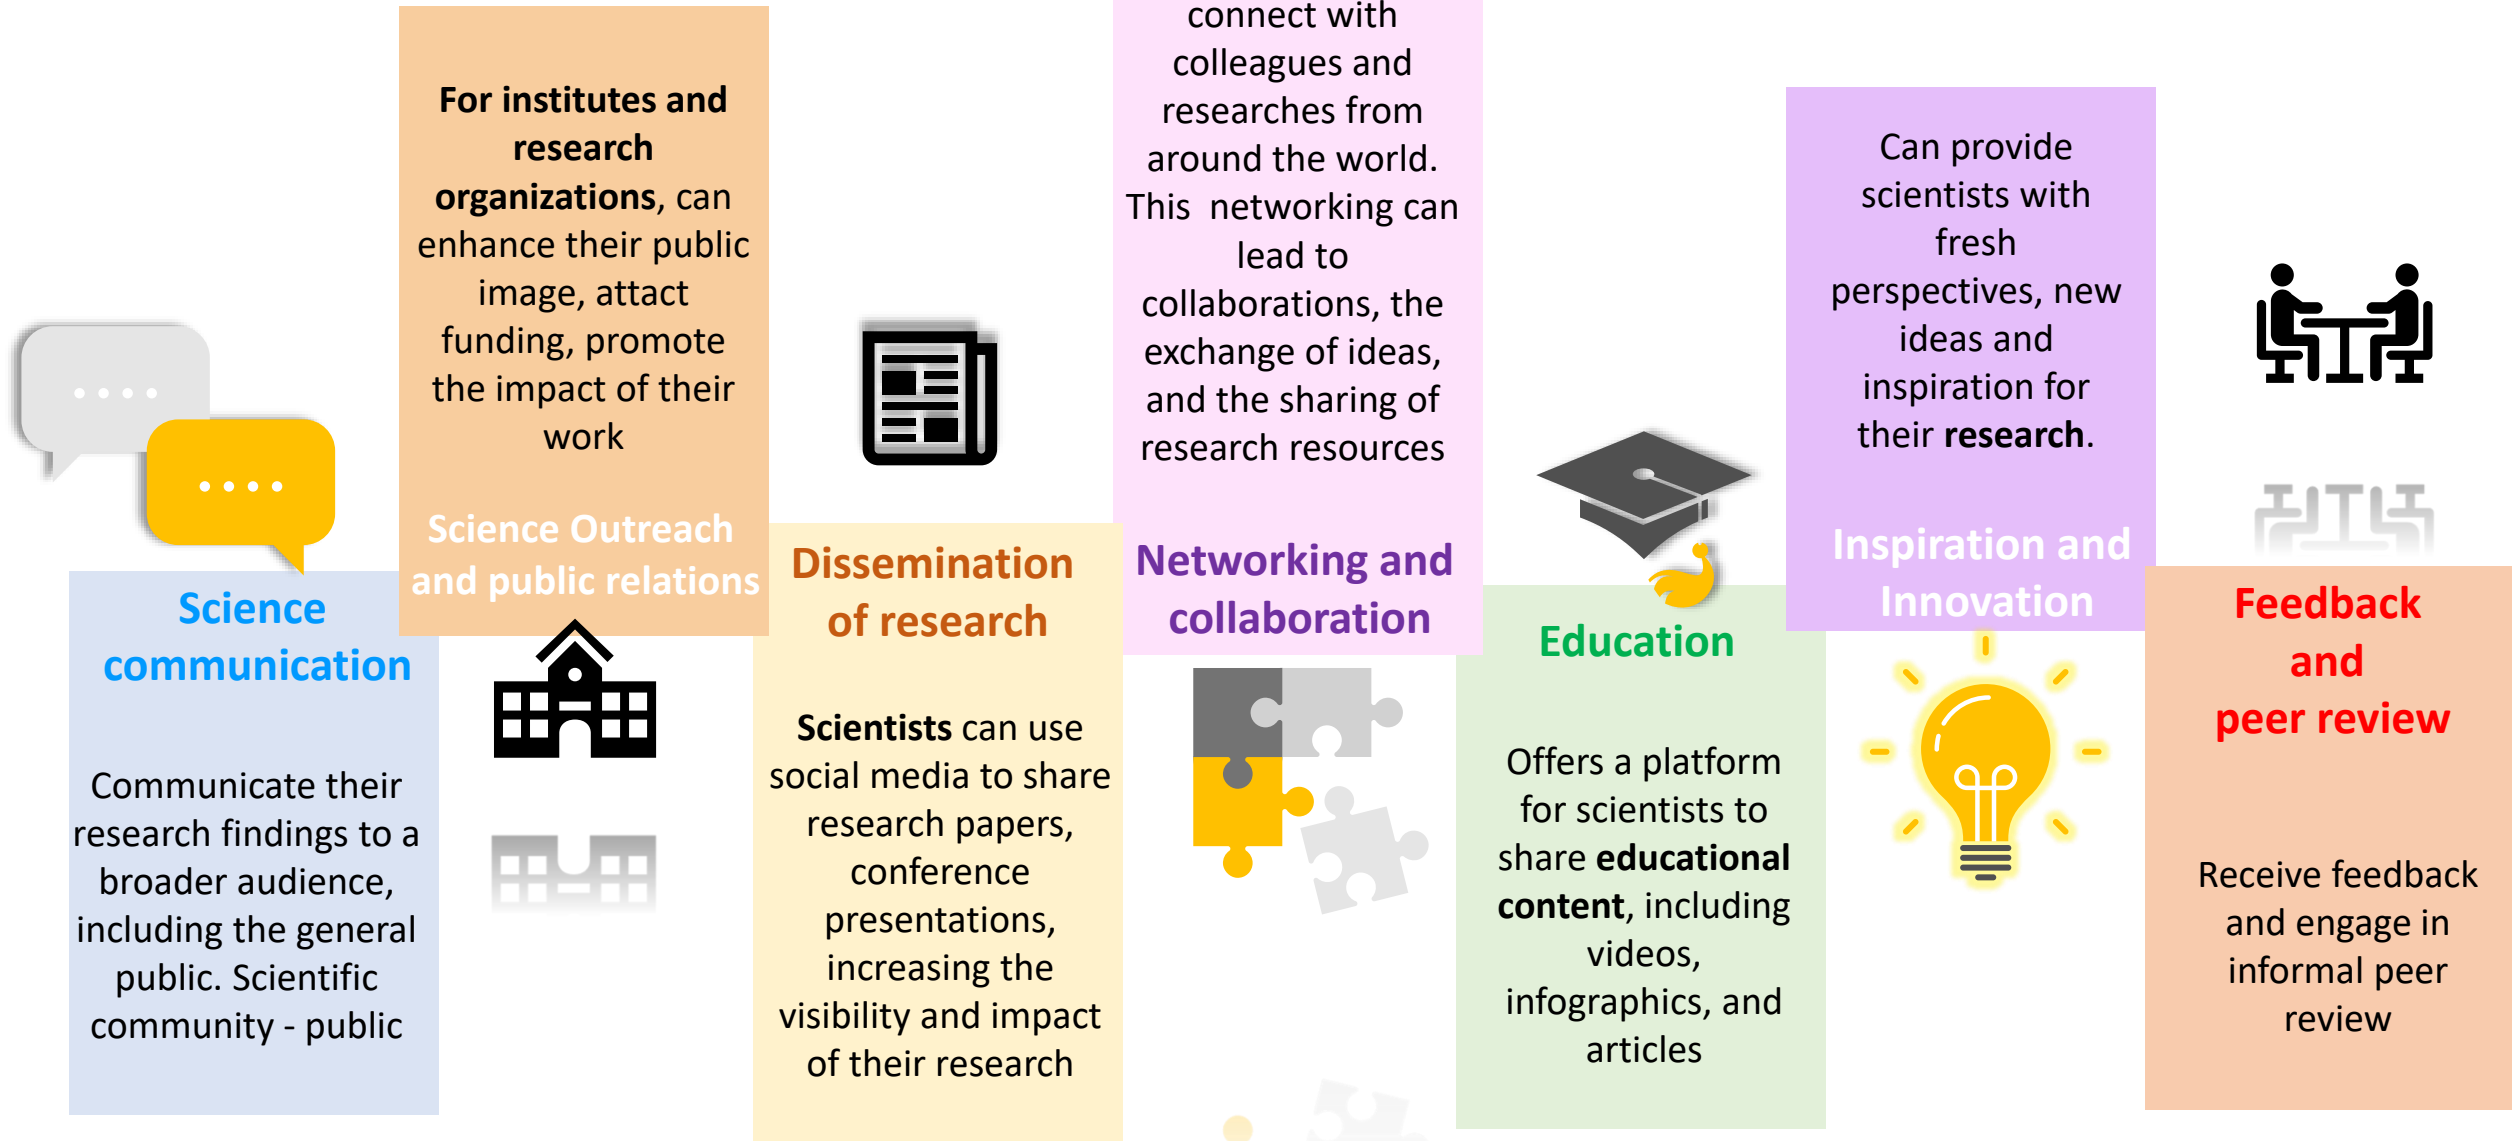 Science
communication
Communicate their
research findings to a
broader audience,
including the general
public. Scientific
community - public
For institutes and
research
organizations, can
enhance their public
image, attact
funding, promote
the impact of their
work
Science Outreach
and public relations
Dissemination
of research
Scientists can use
social media to share
research papers,
conference
presentations,
increasing the
visibility and impact
of their research
connect with
colleagues and
researches from
around the world.
This  networking can
lead to
collaborations, the
exchange of ideas,
and the sharing of
research resources
Networking and
collaboration
Education
Offers a platform
for scientists to
share educational
content, including
videos,
infographics, and
articles
Can provide
scientists with
fresh
perspectives, new
ideas and
inspiration for
their research.
Inspiration and
Innovation
Feedback
and
peer review
Receive feedback
and engage in
informal peer
review